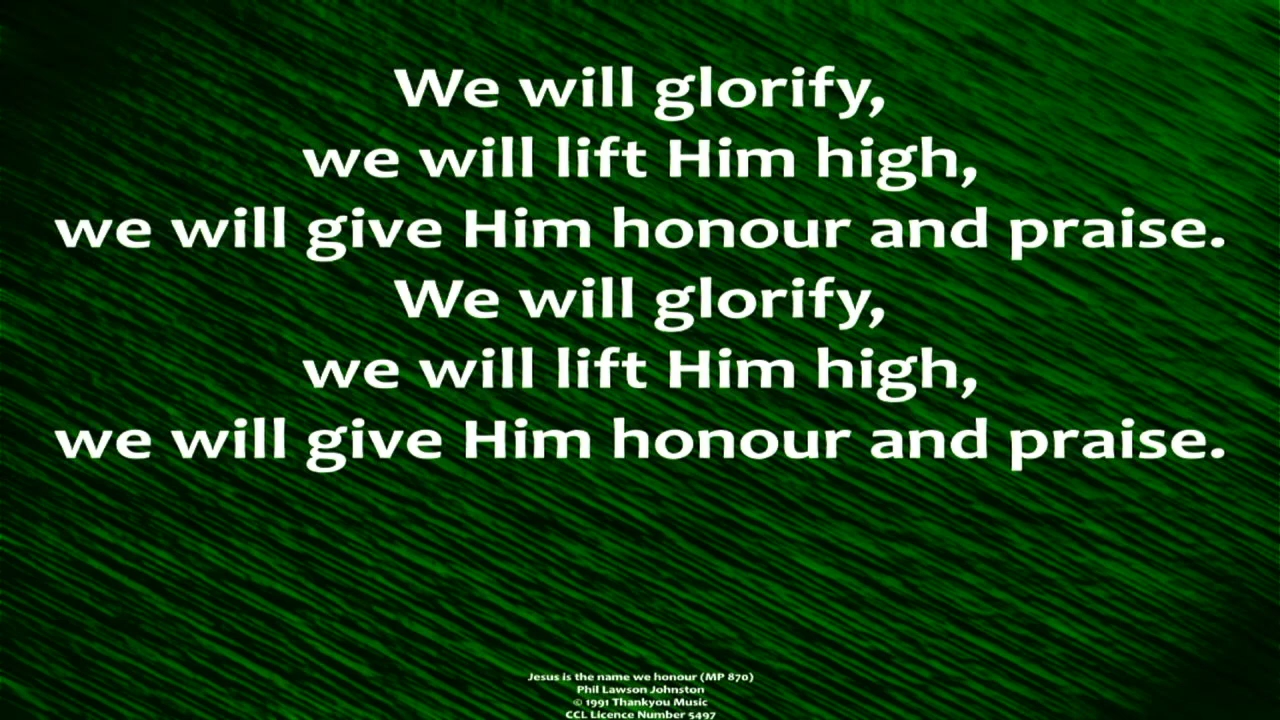 We will glorify,
we will lift Him high,
we will give Him honour and praise.
We will glorify,
we will lift Him high,
we will give Him honour and praise.
Jesus is the name we honour (MP 870)
Phil Lawson Johnston
© 1991 Thankyou Music
CCL Licence Number 5497